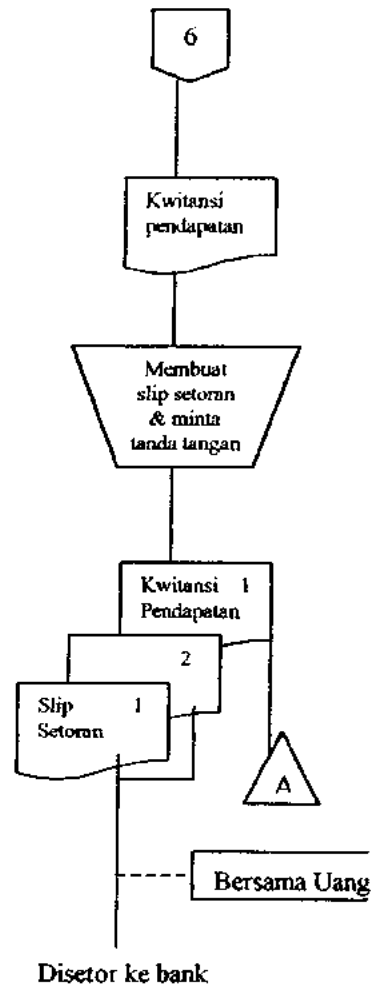 6
Kwitansi
pendapatan
Membuat
slip setoran
& minta
tanda tangan
Kwitansi 1
Pendapatan
2
Slip 1
Setoran
A
Bersama Uang
Disetor ke bank